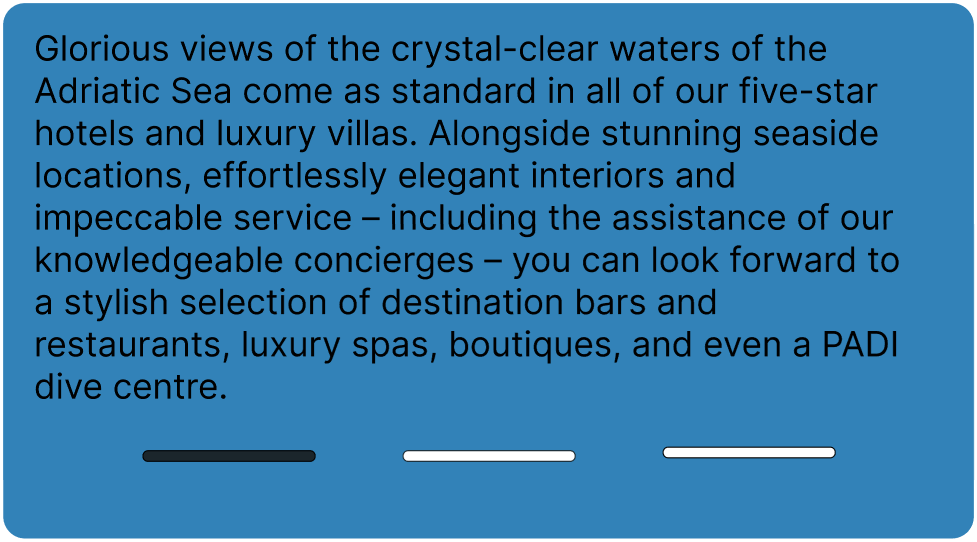 Glorious views of the crystal-clear waters of the
Adriatic Sea come as standard in all of our five-star
hotels and luxury villas. Alongside stunning seaside
locations, effortlessly elegant interiors and
impeccable service – including the assistance of our
knowledgeable concierges – you can look forward to
a stylish selection of destination bars and
restaurants, luxury spas, boutiques, and even a PADI
dive centre.